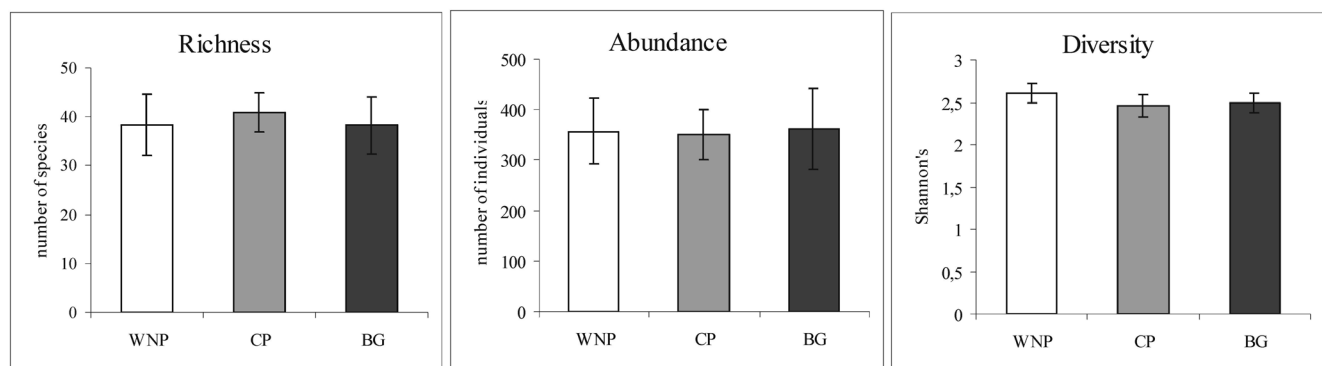 Richness
number of species
50
40
30
20
10
0
WNP CP BG
Abundance
number of individuals
500
400
300
200
100
0
WNP CP BG
Diversity
Shannon's
3
2,5
2
1,5
1
0,5
0
WNP CP BG